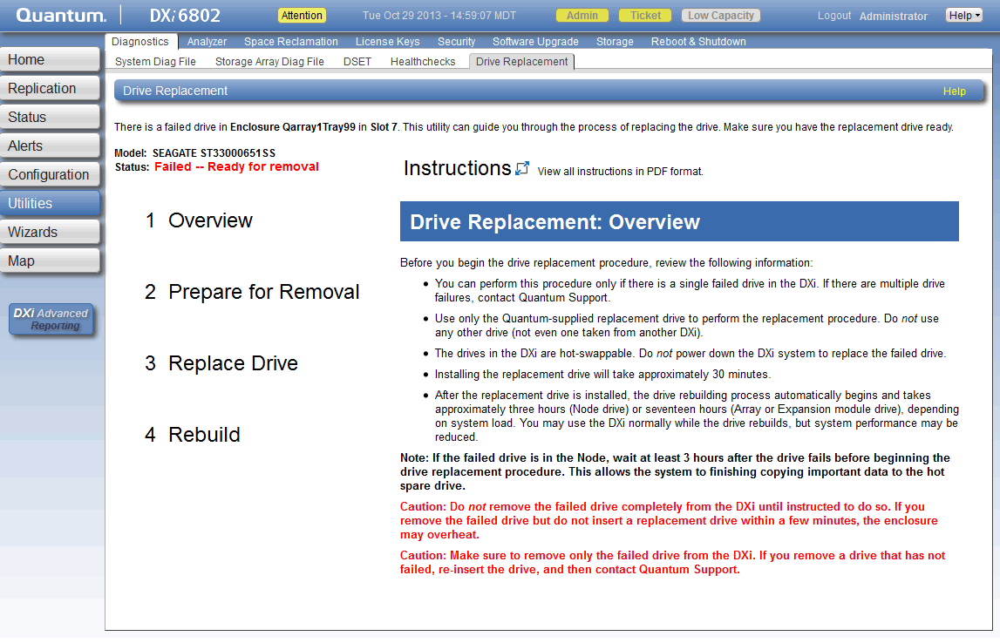 Quantum. DXi6802 Attention Tue Oct 29 2013 - 14:59:07 MDT Admin Ticket Low Capacity Logout Administrator Help
Diagnostics Analyzer Space Reclamation License Keys Security Software Upgrade Storage Reboot & Shutdown
System Diag File Storage Array Diag File DSET Healthchecks Drive Replacement
Home
Replication
Status
Alerts
Configuration
Utilities
Wizards
Map
DXi Advanced
Reporting
Drive Replacement Help
There is a failed drive in Enclosure Qarray1Tray99 in Slot 7. This utility can guide you through the process of replacing the drive. Make sure you have the replacement drive ready.
Model: SEAGATE ST33000651SS
Status: Failed -- Ready for removal
1 Overview
2 Prepare for Removal
3 Replace Drive
4 Rebuild
Instructions View all instructions in PDF format.
Drive Replacement: Overview
Before you begin the drive replacement procedure, review the following information:
• You can perform this procedure only if there is a single failed drive in the DXi. If there are multiple drive
failures, contact Quantum Support.
• Use only the Quantum-supplied replacement drive to perform the replacement procedure. Do not use
any other drive (not even one taken from another DXi).
• The drives in the DXi are hot-swappable. Do not power down the DXi system to replace the failed drive.
• Installing the replacement drive will take approximately 30 minutes.
• After the replacement drive is installed, the drive rebuilding process automatically begins and takes
approximately three hours (Node drive) or seventeen hours (Array or Expansion module drive), depending
on system load. You may use the DXi normally while the drive rebuilds, but system performance may be
reduced.
Note: If the failed drive is in the Node, wait at least 3 hours after the drive fails before beginning the
drive replacement procedure. This allows the system to finishing copying important data to the hot
spare drive.
Caution: Do not remove the failed drive completely from the DXi until instructed to do so. If you
remove the failed drive but do not insert a replacement drive within a few minutes, the enclosure
may overheat.
Caution: Make sure to remove only the failed drive from the DXi. If you remove a drive that has not
failed, re-insert the drive, and then contact Quantum Support.